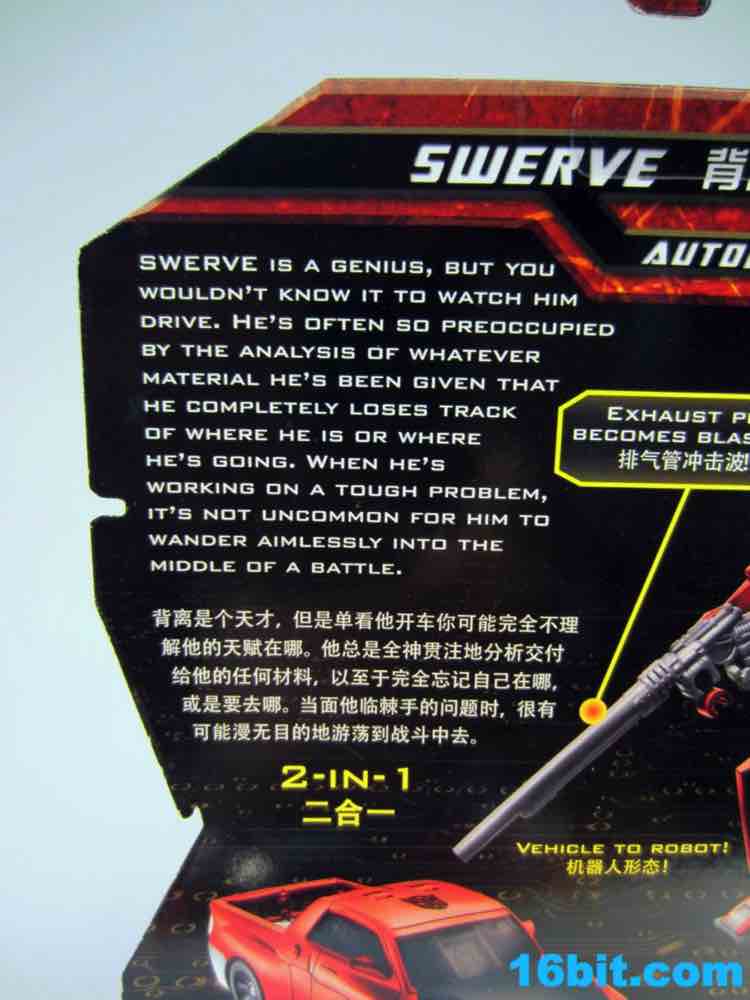 SWERVE 背
AUTO
SWERVE IS A GENIUS, BUT YOU
WOULDN'T KNOW IT TO WATCH HIM
DRIVE. HE'S OFTEN SO PREOCCUPIED
BY THE ANALYSIS OF WHATEVER
MATERIAL HE'S BEEN GIVEN THAT
HE COMPLETELY LOSES TRACK
OF WHERE HE IS OR WHERE
HE'S GOING. WHEN HE'S
WORKING ON A TOUGH PROBLEM,
IT'S NOT UNCOMMON FOR HIM TO
WANDER AIMLESSLY INTO THE
MIDDLE OF A BATTLE.
EXHAUST
BECOMES BLAS
排气管冲击波!
背离是个天才，但是单看他开车你可能完全不理
解他的天赋在哪。他总是全神贯注地分析交付
给他的任何材料，以至于完全忘记自己在哪，
或是要去哪。当面他临棘手的问题时，很有
可能漫无目的地游荡到战斗中去。
2-IN-1
二合一
VEHICLE TO ROBOT!
机器人形态!
16bit.com